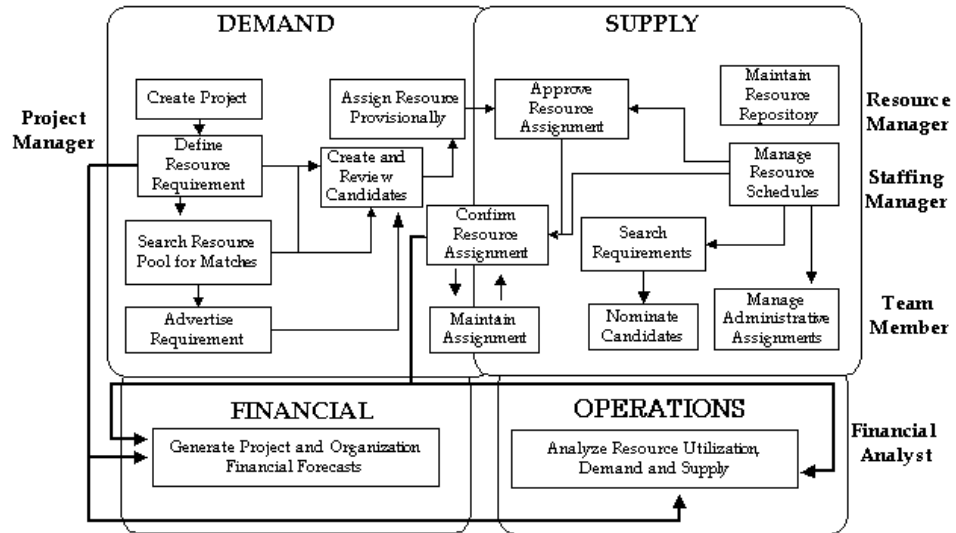 DEMAND
SUPPLY
Project
Manager
Create Project
Define
Resource
Requirement
Search Resource
Pool for Matches
Advertise
Requirement
Assign Resource
Provisionally
Create and
Review
Candidates
Approve
Resource
Assignment
Confirm
Resource
Assignment
Maintain
Assignment
Maintain
Resource
Repository
Manage
Resource
Schedules
Search
Requirements
Nominate
Candidates
Manage
Administrative
Assignments
Resource
Manager
Staffing
Manager
Team
Member
FINANCIAL
Generate Project and Organization
Financial Forecasts
OPERATIONS
Analyze Resource Utilization,
Demand and Supply
Financial
Analyst